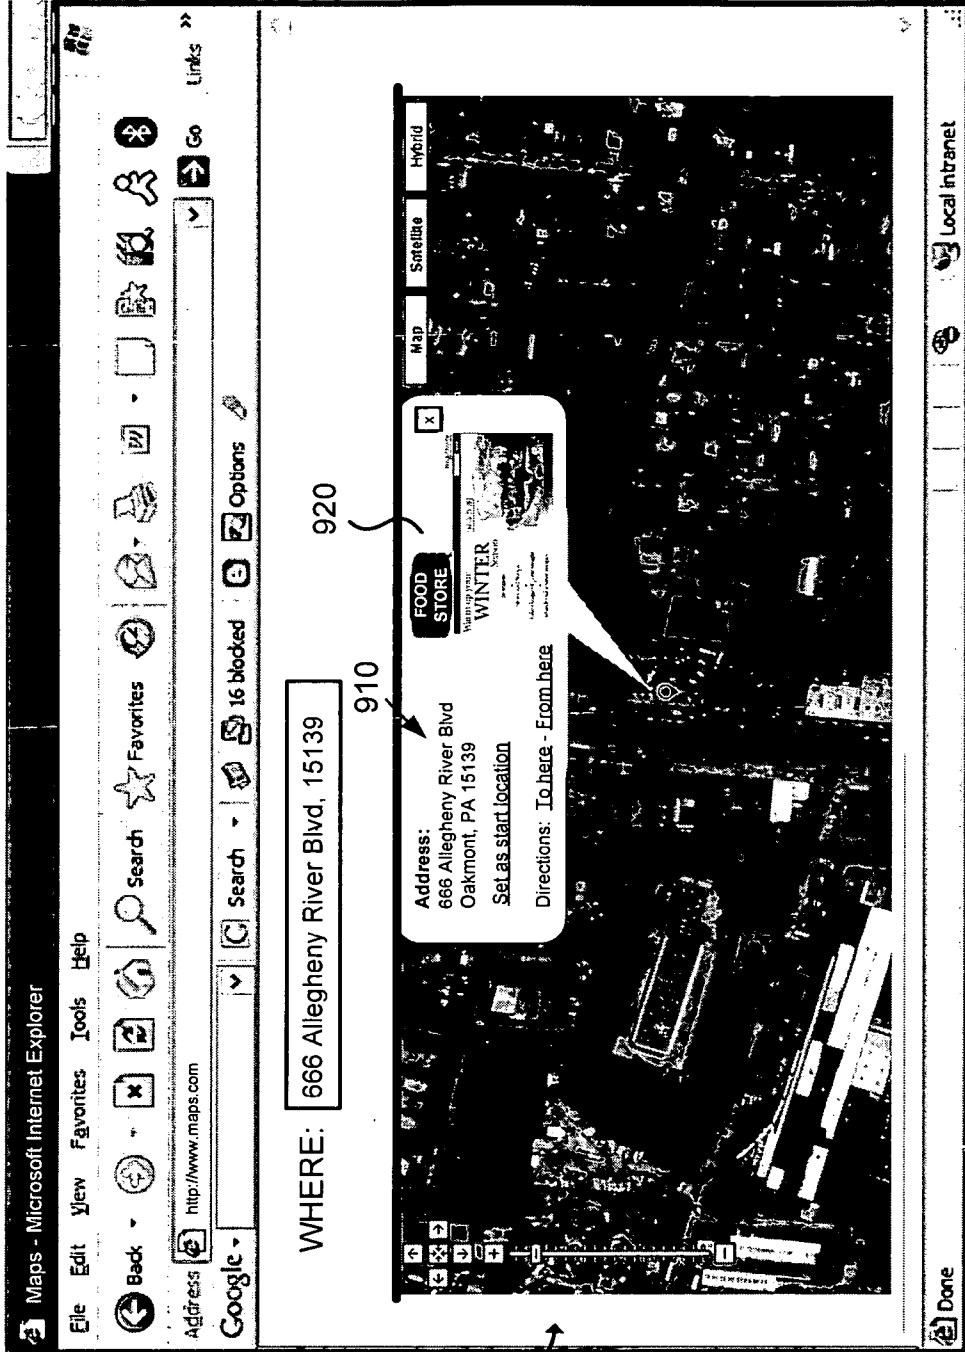 Maps - Microsoft Internet Explorer
File Edit View Favorites Tools Help
Back Search Favorites
Address http://www.maps.com Go Links »
Google G Search 16 blocked Options
WHERE: 666 Allegheny River Blvd, 15139
910
920
Map Satellite Hybrid
Address:
666 Allegheny River Blvd
Oakmont, PA 15139
Set as start location
Directions: To here - From here
FOOD
STORE
x
Warm up your
WINTER
Done Local intranet